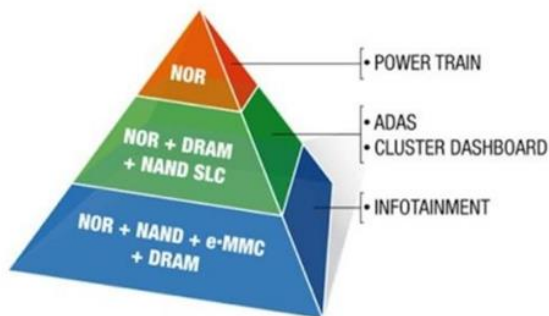 NOR
• POWER TRAIN
NOR + DRAM
+ NAND SLC
• ADAS
• CLUSTER DASHBOARD
NOR + NAND + e•MMC
+ DRAM
• INFOTAINMENT